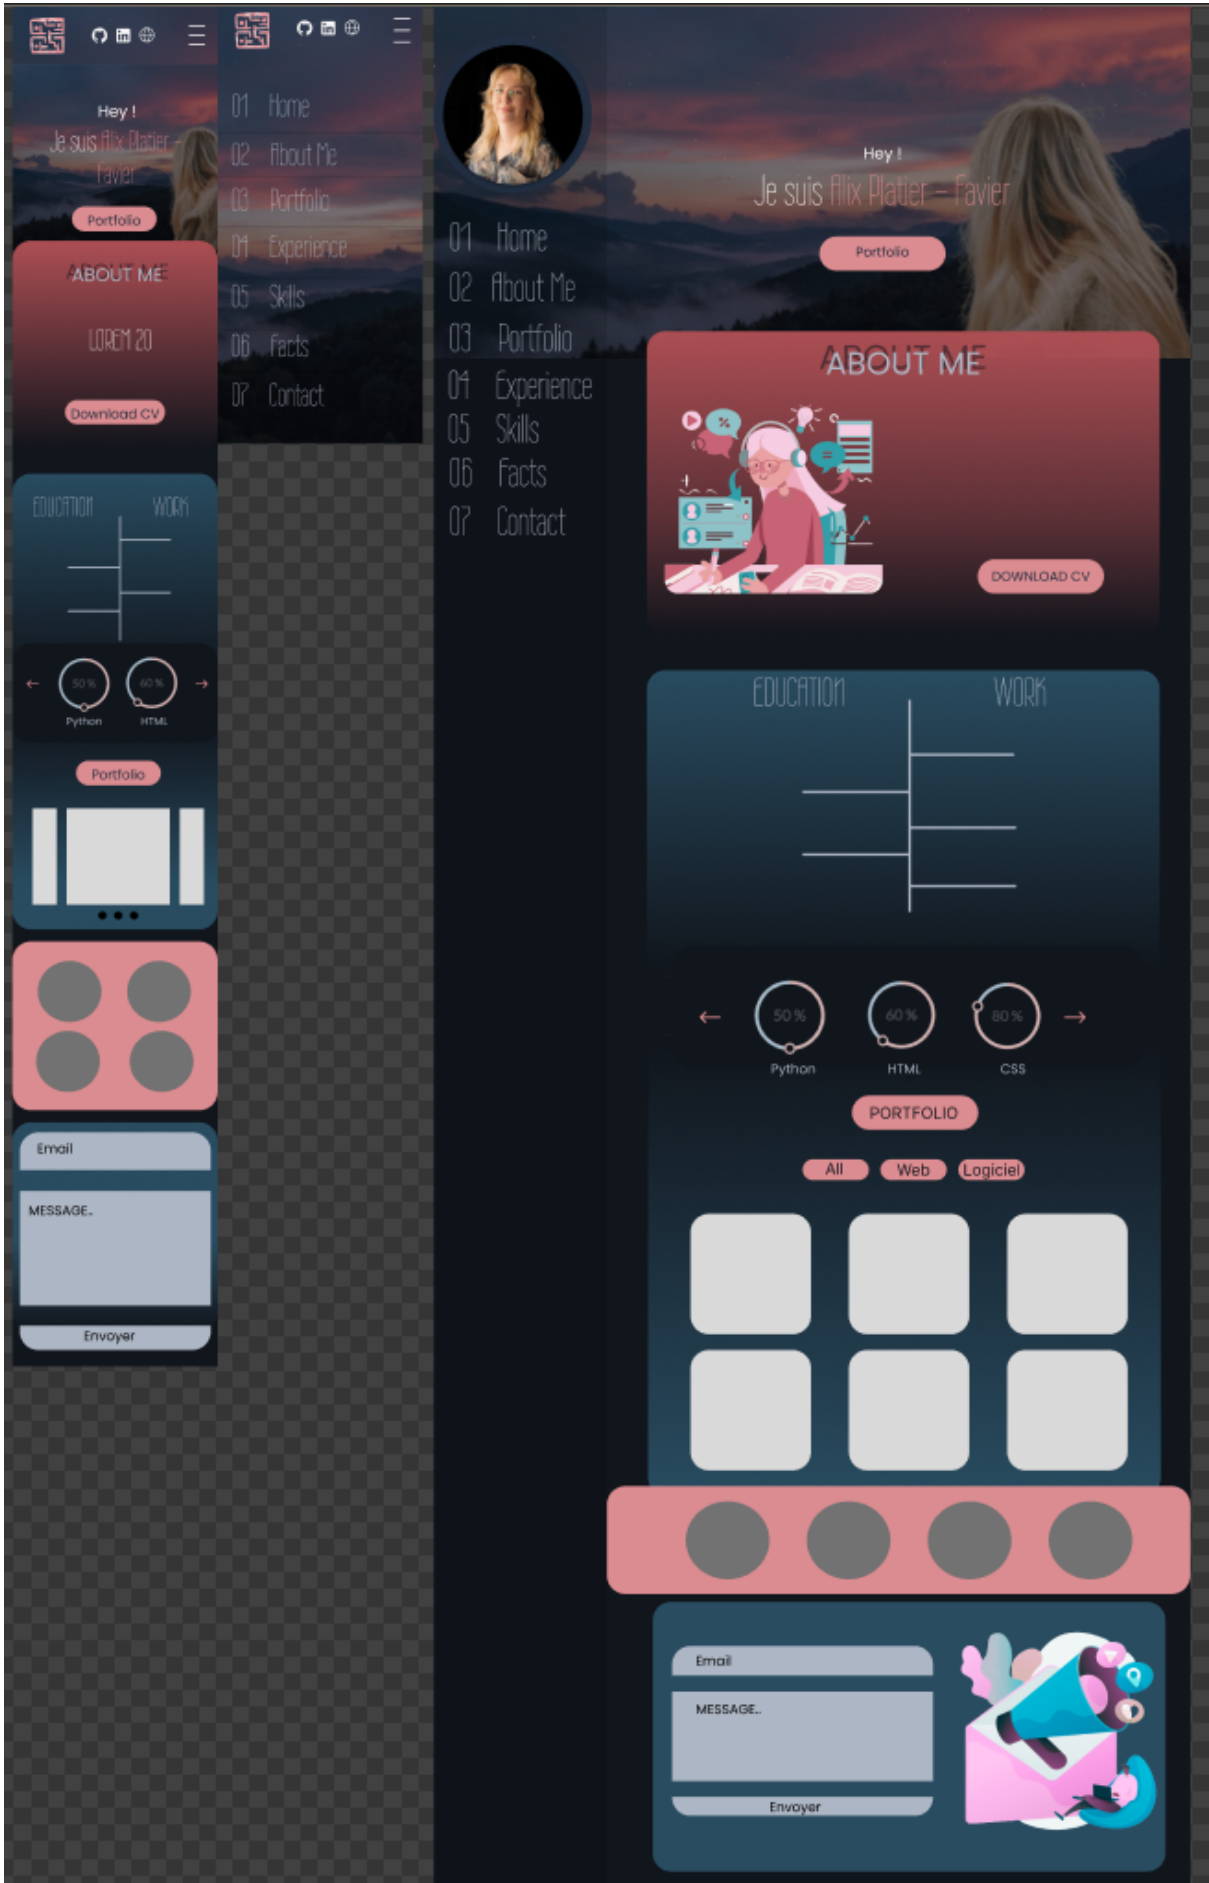 Hey !
Je suis Alix Platier –
Favier
Portfolio
ABOUT ME
LOREM 20
Download CV
EDUCATION WORK
50 % 60 %
Python HTML
Portfolio
Email
MESSAGE..
Envoyer
01 Home
02 About Me
03 Portfolio
04 Experience
05 Skills
06 Facts
07 Contact
01 Home
02 About Me
03 Portfolio
04 Experience
05 Skills
06 Facts
07 Contact
Hey !
Je suis Alix Platier – Favier
Portfolio
ABOUT ME
DOWNLOAD CV
EDUCATION WORK
50 % 60 % 80 %
Python HTML CSS
PORTFOLIO
All Web Logiciel
Email
MESSAGE..
Envoyer